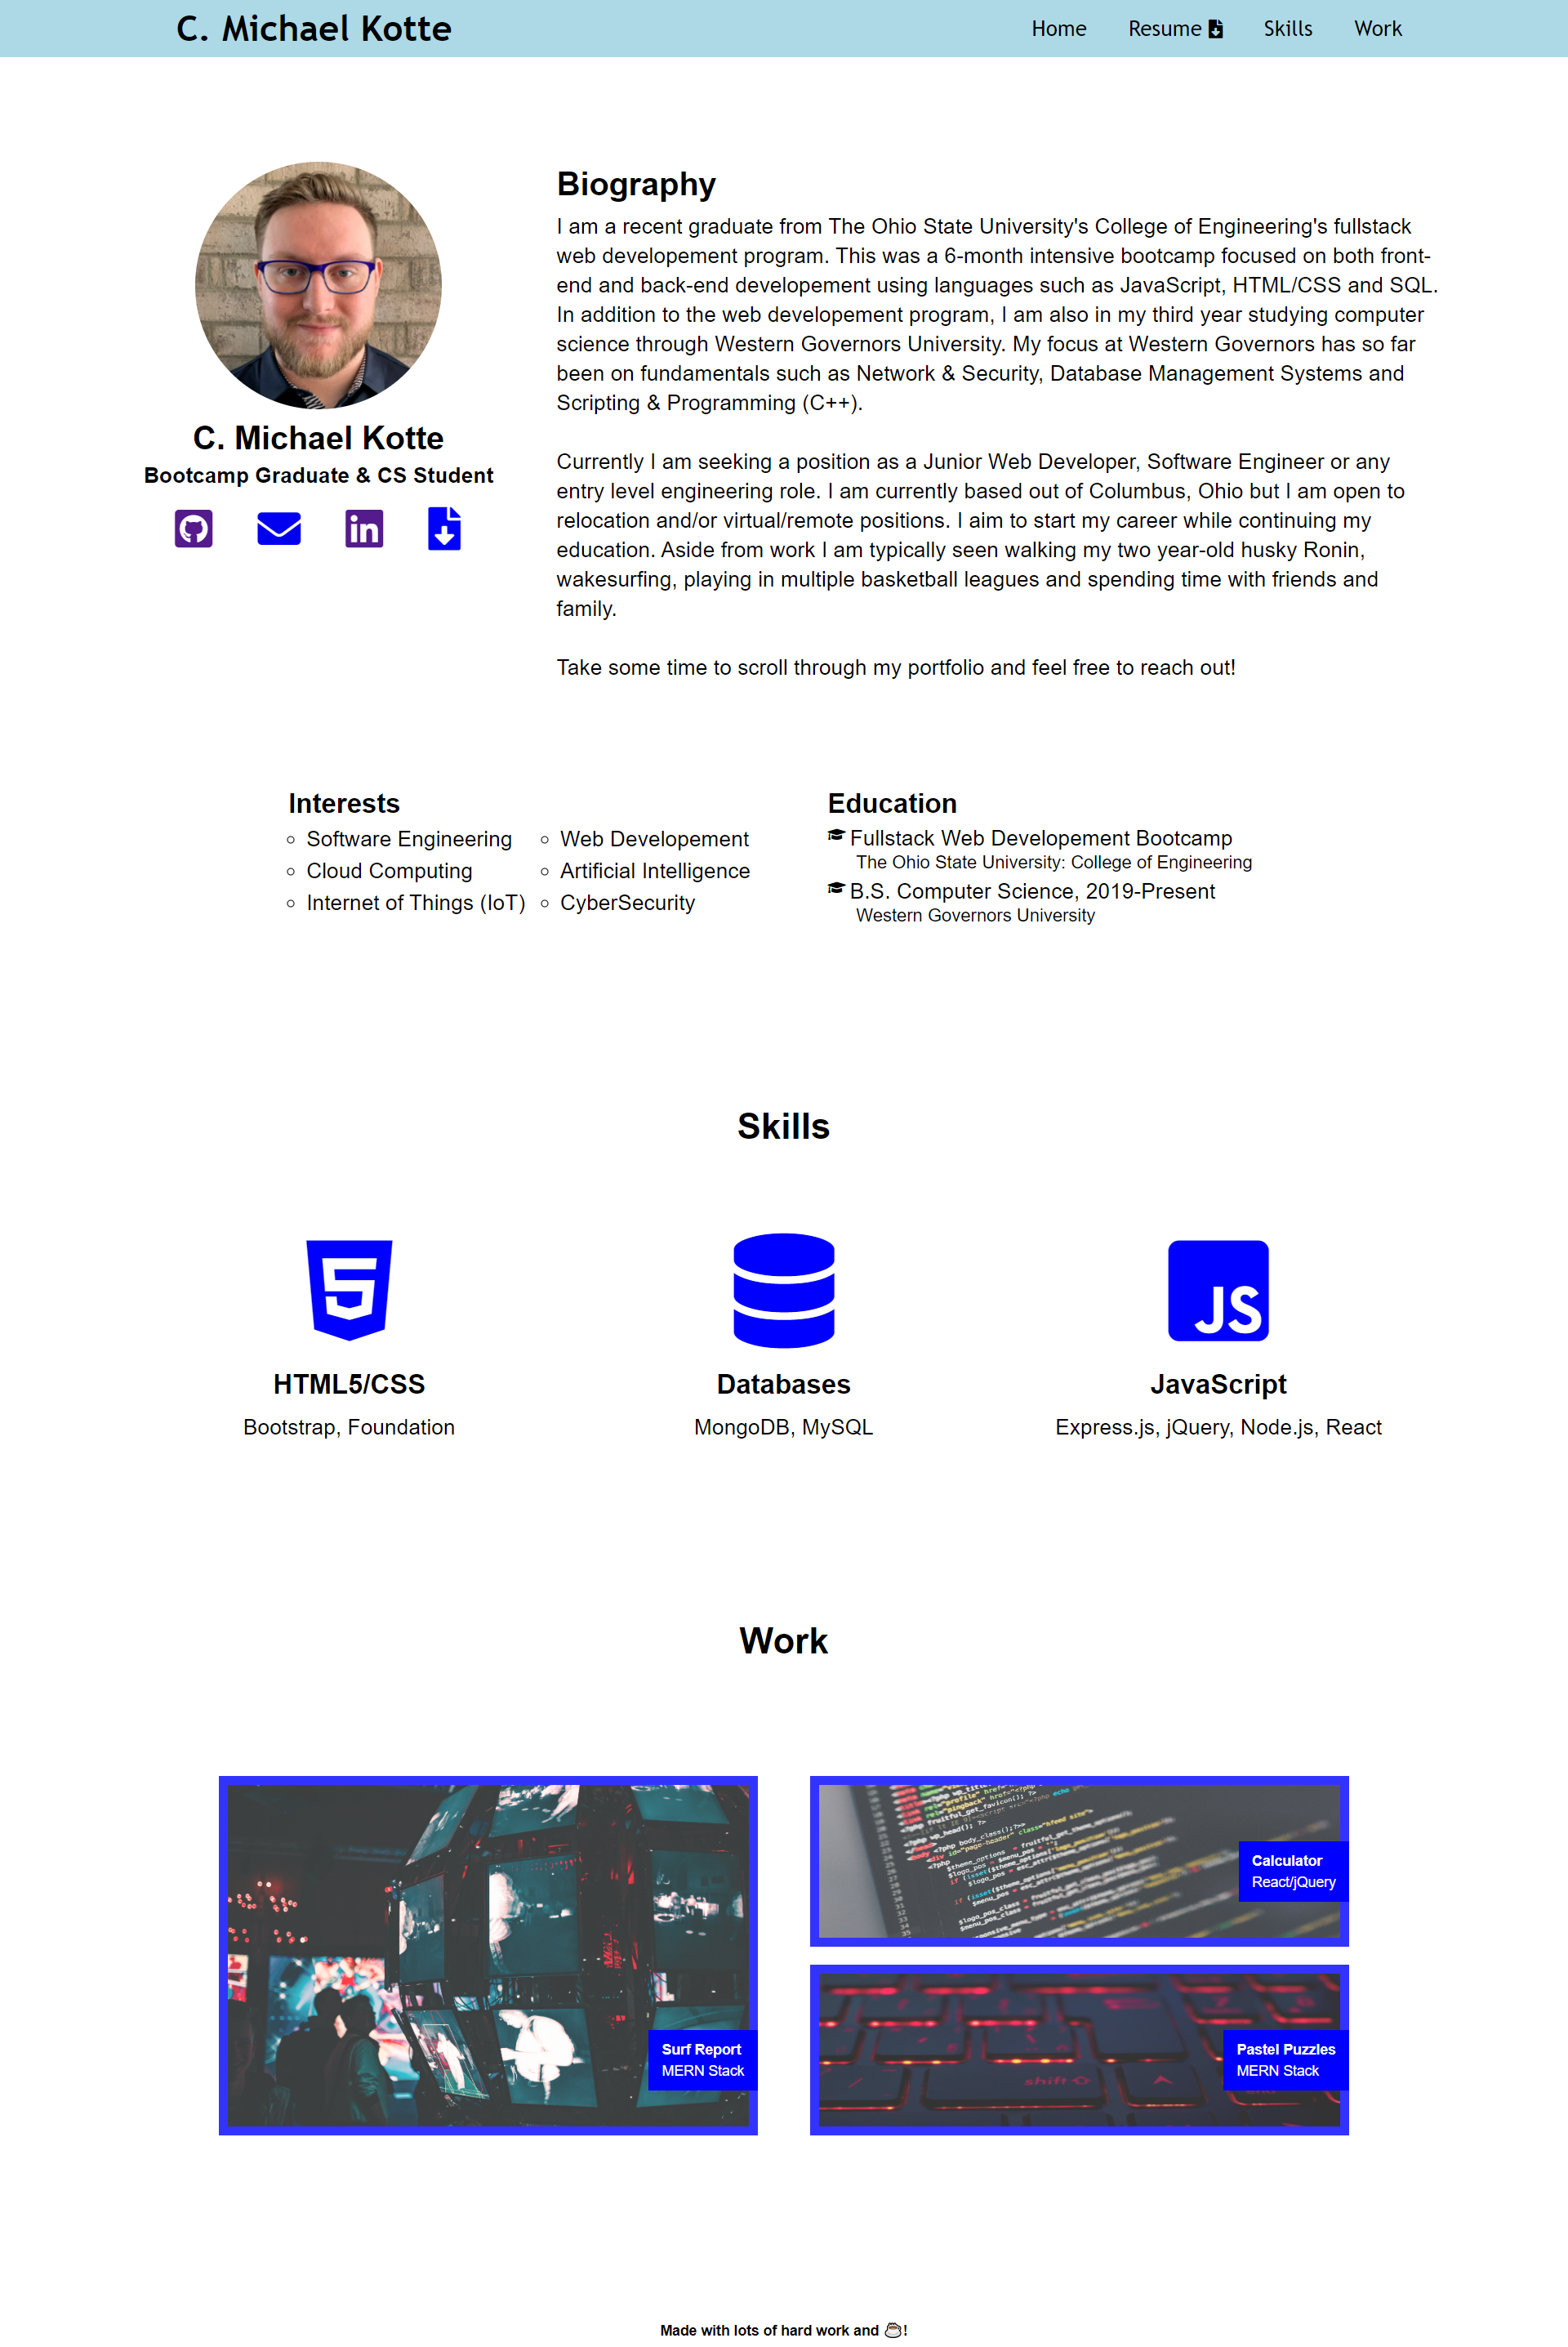 C. Michael Kotte
Home Resume Skills Work
C. Michael Kotte
Bootcamp Graduate & CS Student
Biography
I am a recent graduate from The Ohio State University's College of Engineering's fullstack
web developement program. This was a 6-month intensive bootcamp focused on both front-
end and back-end developement using languages such as JavaScript, HTML/CSS and SQL.
In addition to the web developement program, I am also in my third year studying computer
science through Western Governors University. My focus at Western Governors has so far
been on fundamentals such as Network & Security, Database Management Systems and
Scripting & Programming (C++).
Currently I am seeking a position as a Junior Web Developer, Software Engineer or any
entry level engineering role. I am currently based out of Columbus, Ohio but I am open to
relocation and/or virtual/remote positions. I aim to start my career while continuing my
education. Aside from work I am typically seen walking my two year-old husky Ronin,
wakesurfing, playing in multiple basketball leagues and spending time with friends and
family.
Take some time to scroll through my portfolio and feel free to reach out!
Interests
Software Engineering
Cloud Computing
Internet of Things (IoT)
Web Developement
Artificial Intelligence
CyberSecurity
Education
Fullstack Web Developement Bootcamp
The Ohio State University: College of Engineering
B.S. Computer Science, 2019-Present
Western Governors University
Skills
HTML5/CSS
Bootstrap, Foundation
Databases
MongoDB, MySQL
JS
JavaScript
Express.js, jQuery, Node.js, React
Work
Surf Report
MERN Stack
Calculator
React/jQuery
shift
Pastel Puzzles
MERN Stack
Made with lots of hard work and ☕!